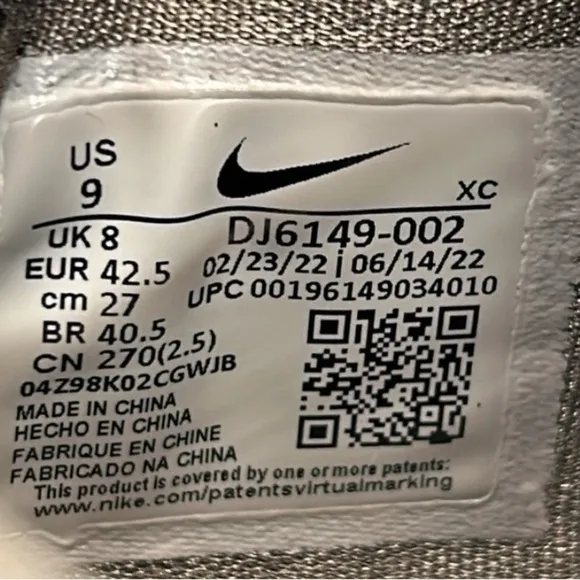 US
9
XC
UK 8
DJ6149-002
EUR 42.5
02/23/22 | 06/14/22
cm 27
UPC 00196149034010
BR 40.5
CN 270(2.5)
04Z98K02CGWJB
MADE IN CHINA
HECHO EN CHINA
FABRIQUE EN CHINE
FABRICADO NA CHINA
This product is covered by one or more patents:
www.nike.com/patentsvirtualmarking